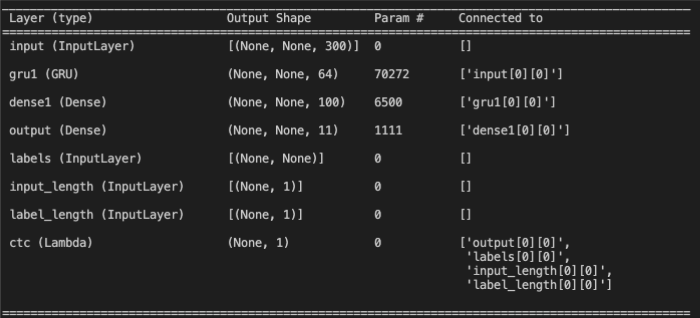 Layer (type) Output Shape Param # Connected to
input (InputLayer) [(None, None, 300)] 0 []
gru1 (GRU) (None, None, 64) 70272 ['input[0][0]']
dense1 (Dense) (None, None, 100) 6500 ['gru1[0][0]']
output (Dense) (None, None, 11) 1111 ['dense1[0][0]']
labels (InputLayer) [(None, None)] 0 []
input_length (InputLayer) [(None, 1)] 0 []
label_length (InputLayer) [(None, 1)] 0 []
ctc (Lambda) (None, 1) 0 ['output[0][0]',
'labels[0][0]',
'input_length[0][0]',
'label_length[0][0]']